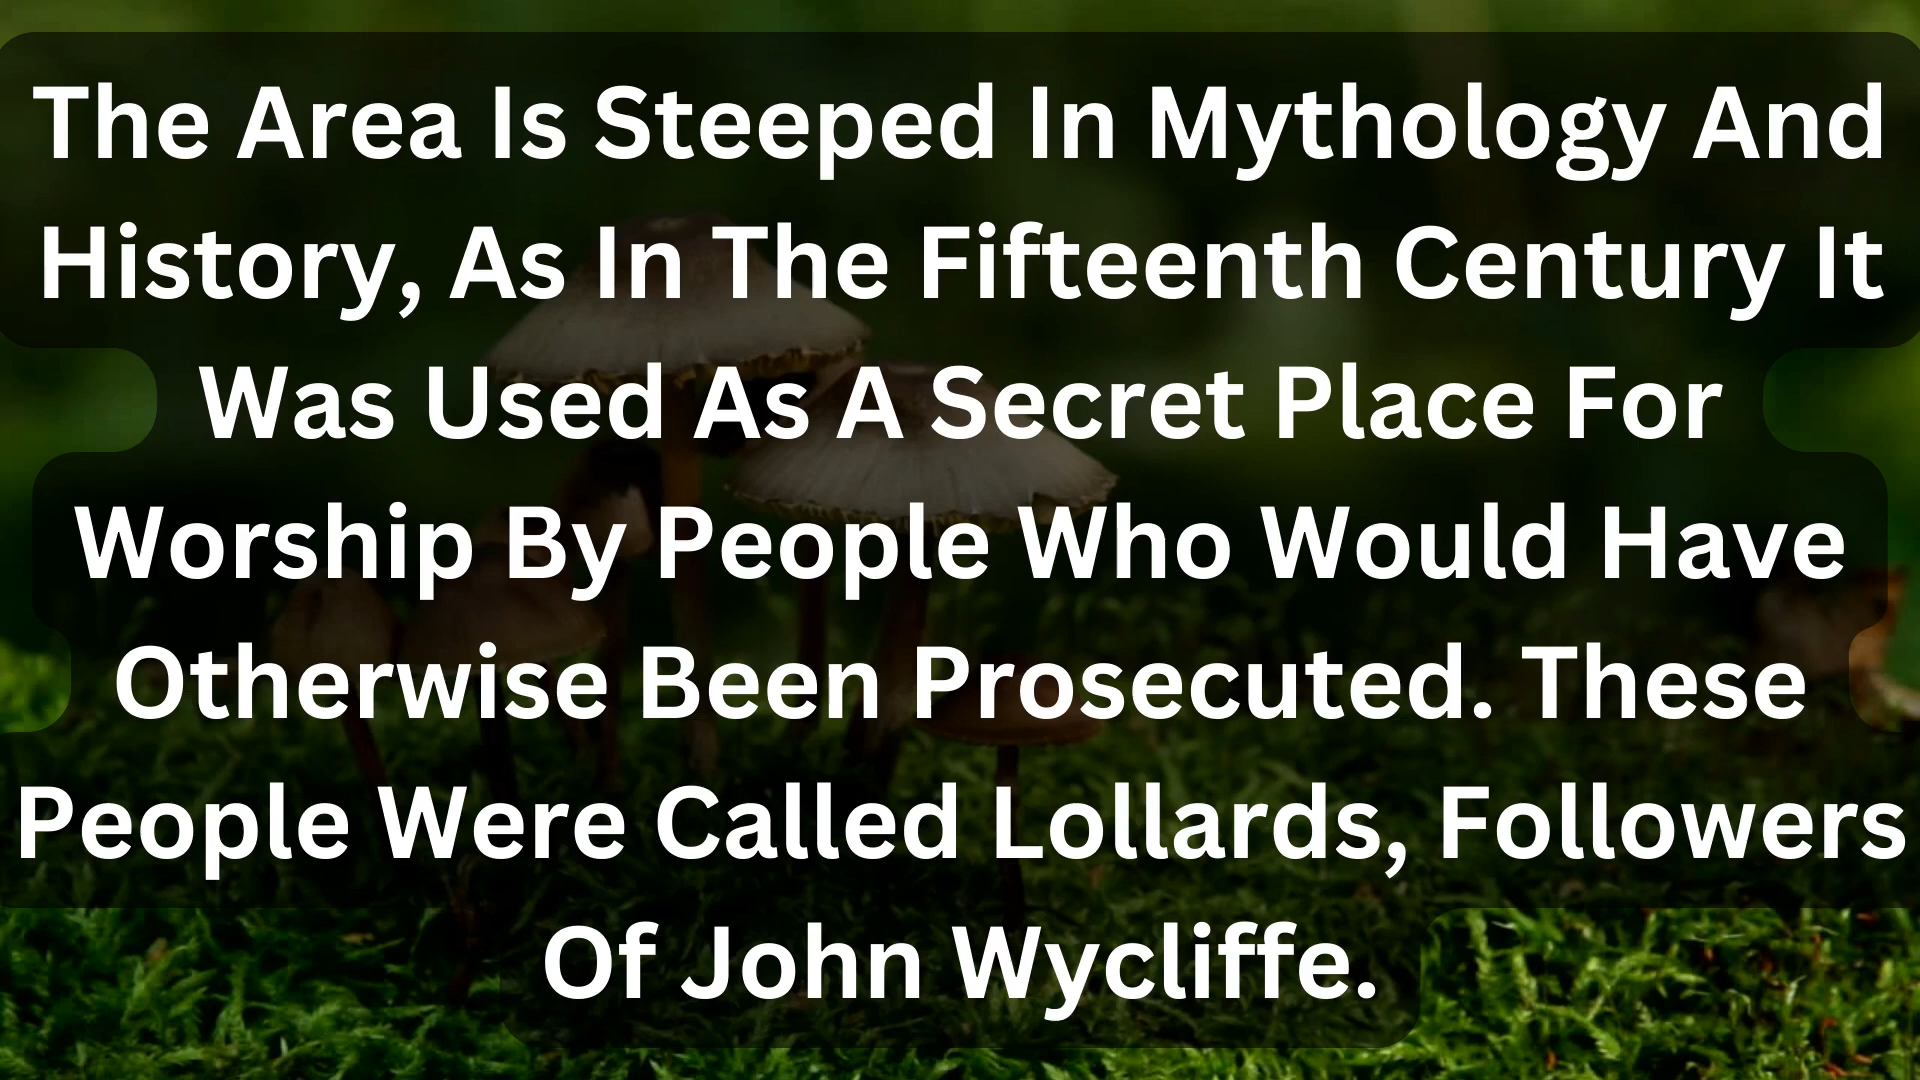 The Area Is Steeped In Mythology And
History, As In The Fifteenth Century It
Was Used As A Secret Place For
Worship By People Who Would Have
Otherwise Been Prosecuted. These
People Were Called Lollards, Followers
Of John Wycliffe.